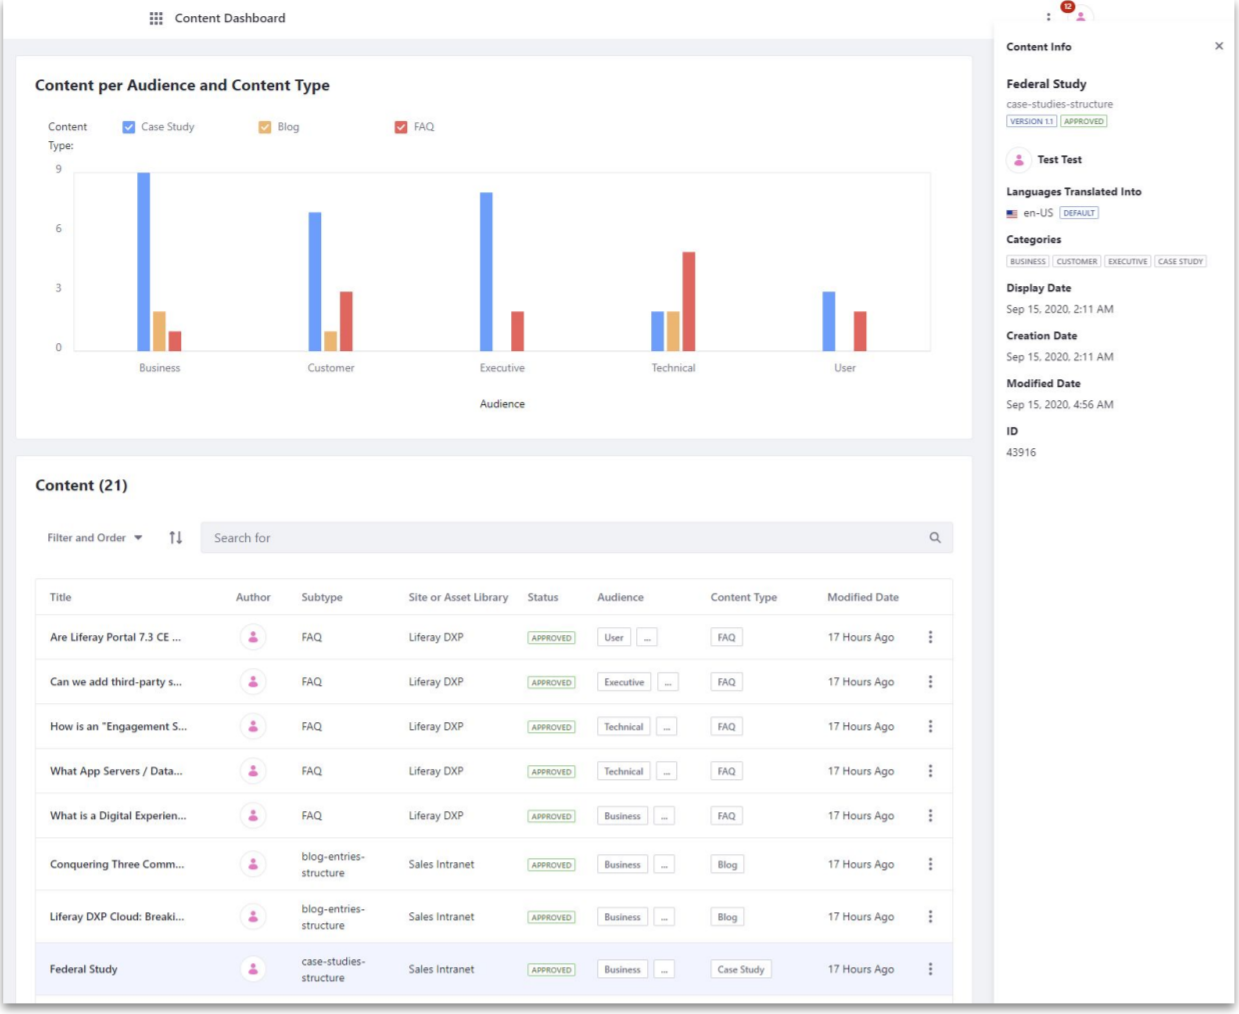 Content Dashboard
12
Content per Audience and Content Type
Content Type:
Case Study
Blog
FAQ
9
6
3
0
Business
Customer
Executive
Technical
User
Audience
Content (21)
Filter and Order
Search for
Title Author Subtype Site or Asset Library Status Audience Content Type Modified Date
Are Liferay Portal 7.3 CE ... FAQ Liferay DXP APPROVED User ... FAQ 17 Hours Ago
Can we add third-party s... FAQ Liferay DXP APPROVED Executive ... FAQ 17 Hours Ago
How is an "Engagement S... FAQ Liferay DXP APPROVED Technical ... FAQ 17 Hours Ago
What App Servers / Data... FAQ Liferay DXP APPROVED Technical ... FAQ 17 Hours Ago
What is a Digital Experien... FAQ Liferay DXP APPROVED Business ... FAQ 17 Hours Ago
Conquering Three Comm... blog-entries-structure Sales Intranet APPROVED Business ... Blog 17 Hours Ago
Liferay DXP Cloud: Breaki... blog-entries-structure Sales Intranet APPROVED Business ... Blog 17 Hours Ago
Federal Study case-studies-structure Sales Intranet APPROVED Business ... Case Study 17 Hours Ago
Content Info
Federal Study
case-studies-structure
VERSION 1.1 APPROVED
Test Test
Languages Translated Into
en-US DEFAULT
Categories
BUSINESS CUSTOMER EXECUTIVE CASE STUDY
Display Date
Sep 15, 2020, 2:11 AM
Creation Date
Sep 15, 2020, 2:11 AM
Modified Date
Sep 15, 2020, 4:56 AM
ID
43916